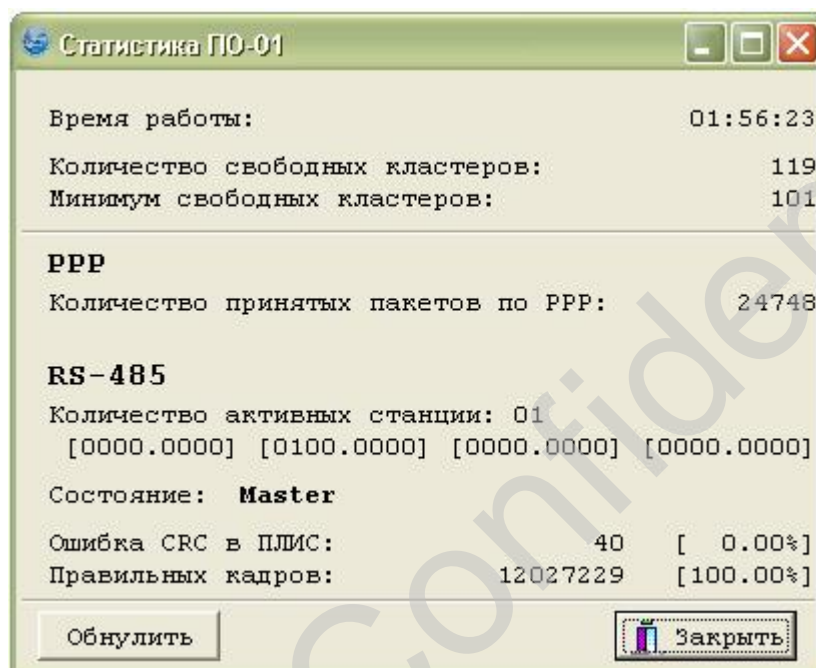 Статистика ПО-01
Время работы: 01:56:23
Количество свободных кластеров: 119
Минимум свободных кластеров: 101
PPP
Количество принятых пакетов по PPP: 24748
RS-485
Количество активных станции: 01
[0000.0000] [0100.0000] [0000.0000] [0000.0000]
Состояние: Master
Ошибка CRC в ПЛИС: 40 [ 0.00%]
Правильных кадров: 12027229 [100.00%]
Обнулить Закрыть